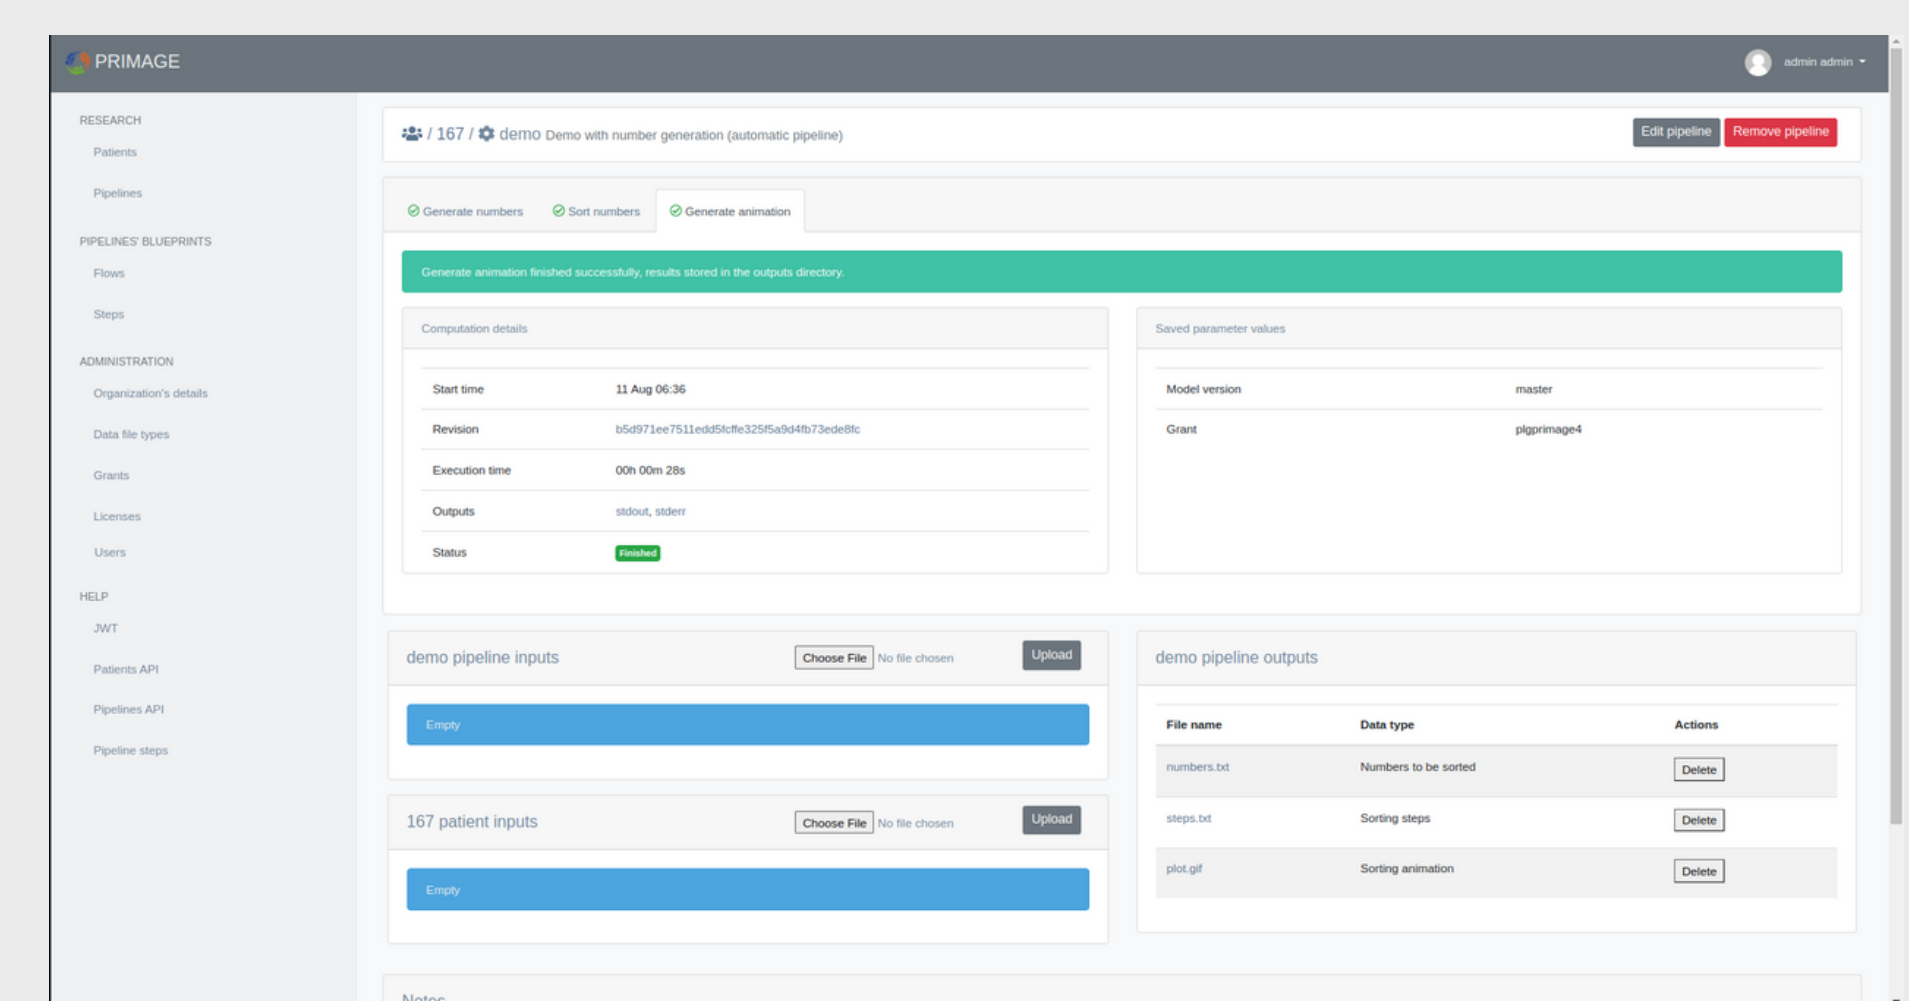 PRIMAGE
admin admin
RESEARCH
Patients
Pipelines
PIPELINES' BLUEPRINTS
Flows
Steps
ADMINISTRATION
Organization's details
Data file types
Grants
Licenses
Users
HELP
JWT
Patients API
Pipelines API
Pipeline steps
/ 167 / demo Demo with number generation (automatic pipeline)
Edit pipeline Remove pipeline
Generate numbers Sort numbers Generate animation
Generate animation finished successfully, results stored in the outputs directory.
Computation details
Start time 11 Aug 06:36
Revision b5d971ee7511edd5fcffe325f5a9d4fb73ede8fc
Execution time 00h 00m 28s
Outputs stdout, stderr
Status Finished
Saved parameter values
Model version master
Grant plgprimage4
demo pipeline inputs Choose File No file chosen Upload
Empty
167 patient inputs Choose File No file chosen Upload
Empty
demo pipeline outputs
File name Data type Actions
numbers.txt Numbers to be sorted Delete
steps.txt Sorting steps Delete
plot.gif Sorting animation Delete
Notes